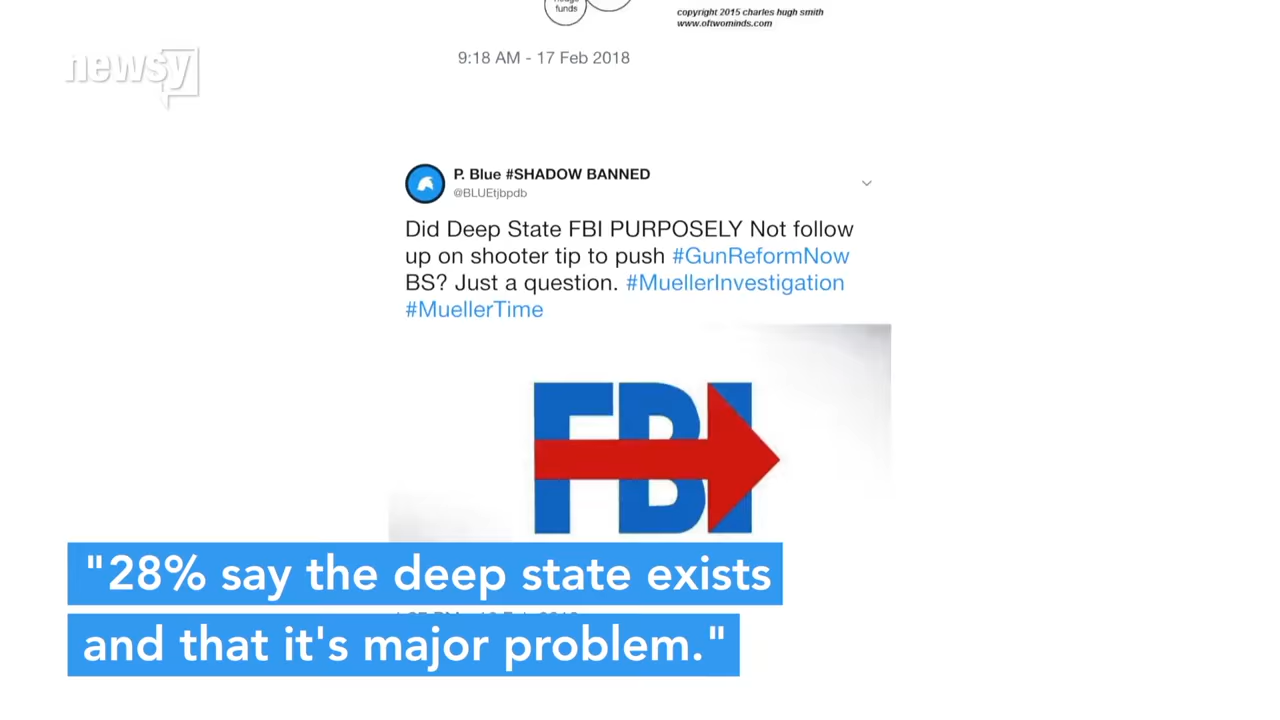 funds
copyright 2015 charles hugh smith
www.oftwominds.com
9:18 AM - 17 Feb 2018
newsy
P. Blue #SHADOW BANNED
@BLUEtjbpdb
Did Deep State FBI PURPOSELY Not follow
up on shooter tip to push #GunReformNow
BS? Just a question. #MuellerInvestigation
#MuellerTime
FBI
"28% say the deep state exists
and that it's major problem."